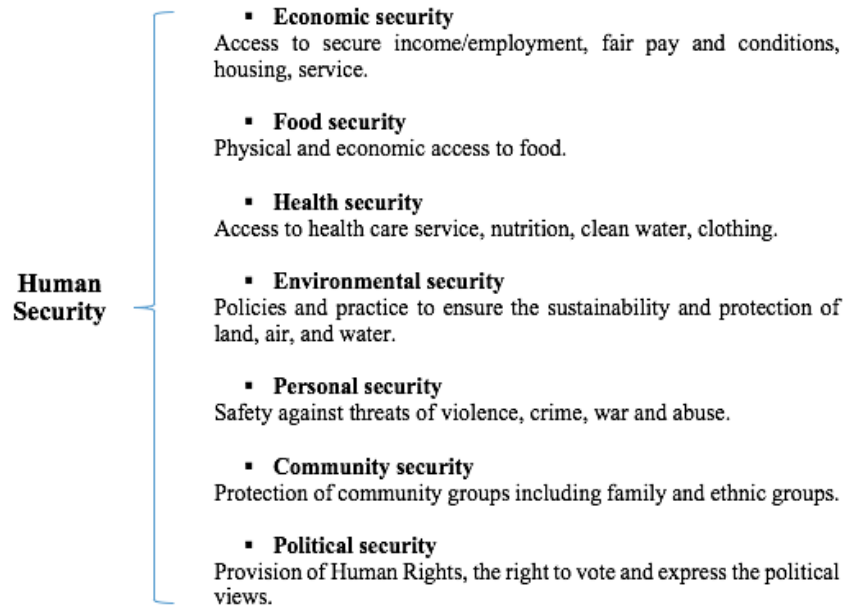 ▪ Economic security
Access to secure income/employment, fair pay and conditions,
housing, service.
▪ Food security
Physical and economic access to food.
▪ Health security
Access to health care service, nutrition, clean water, clothing.
Human
Security
▪ Environmental security
Policies and practice to ensure the sustainability and protection of
land, air, and water.
▪ Personal security
Safety against threats of violence, crime, war and abuse.
▪ Community security
Protection of community groups including family and ethnic groups.
▪ Political security
Provision of Human Rights, the right to vote and express the political
views.